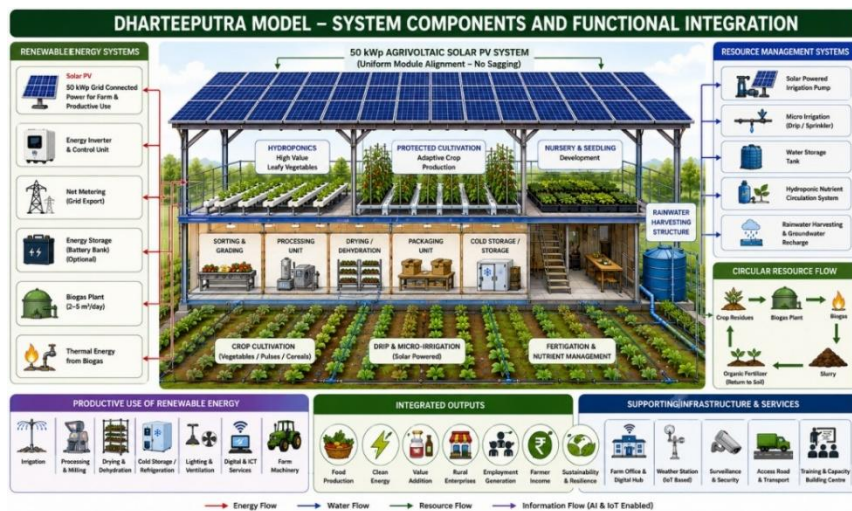 DHARTEEPUTRA MODEL – SYSTEM COMPONENTS AND FUNCTIONAL INTEGRATION
RENEWABLE ENERGY SYSTEMS
Solar PV
50 kWp Grid Connected
Power for Farm &
Productive Use
Energy Inverter
& Control Unit
Net Metering
(Grid Export)
Energy Storage
(Battery Bank)
(Optional)
Biogas Plant
(2–5 m³/day)
Thermal Energy
from Biogas
50 kWp AGRIVOLTAIC SOLAR PV SYSTEM
(Uniform Module Alignment – No Sagging)
HYDROPONICS
High Value
Leafy Vegetables
PROTECTED CULTIVATION
Adaptive Crop
Production
NURSERY & SEEDLING
Development
RAINWATER
HARVESTING
STRUCTURE
SORTING &
GRADING
PROCESSING
UNIT
DRYING /
DEHYDRATION
PACKAGING
UNIT
COLD STORAGE /
STORAGE
CROP CULTIVATION
(Vegetables / Pulses / Cereals)
DRIP & MICRO-IRRIGATION
(Solar Powered)
FERTIGATION &
NUTRIENT MANAGEMENT
RESOURCE MANAGEMENT SYSTEMS
Solar Powered
Irrigation Pump
Micro Irrigation
(Drip / Sprinkler)
Water Storage
Tank
Hydroponic Nutrient
Circulation System
Rainwater Harvesting
& Groundwater
Recharge
CIRCULAR RESOURCE FLOW
Crop Residues
Biogas Plant
Biogas
Organic Fertilizer
(Return to Soil)
Slurry
PRODUCTIVE USE OF RENEWABLE ENERGY
Irrigation
Processing
& Milling
Drying &
Dehydration
Cold Storage /
Refrigeration
Lighting &
Ventilation
Digital & ICT
Services
Farm
Machinery
INTEGRATED OUTPUTS
Food
Production
Clean
Energy
Value
Addition
Rural
Enterprises
Employment
Generation
Farmer
Income
Sustainability
& Resilience
SUPPORTING INFRASTRUCTURE & SERVICES
Farm Office &
Digital Hub
Weather Station
(IoT Based)
Surveillance
& Security
Access Road
& Transport
Training & Capacity
Building Centre
Energy Flow
Water Flow
Resource Flow
Information Flow (AI & IoT Enabled)